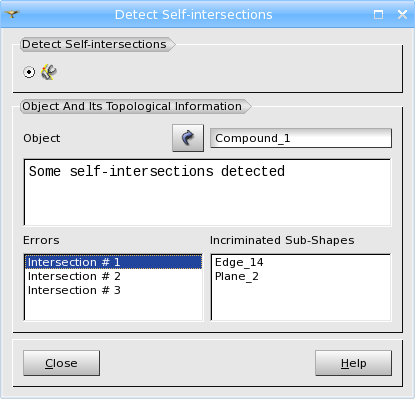 Detect Self-intersections
Detect Self-intersections
Object And Its Topological Information
Object
Compound_1
Some self-intersections detected
Errors
Incriminated Sub-Shapes
Intersection # 1
Intersection # 2
Intersection # 3
Edge_14
Plane_2
Close
Help